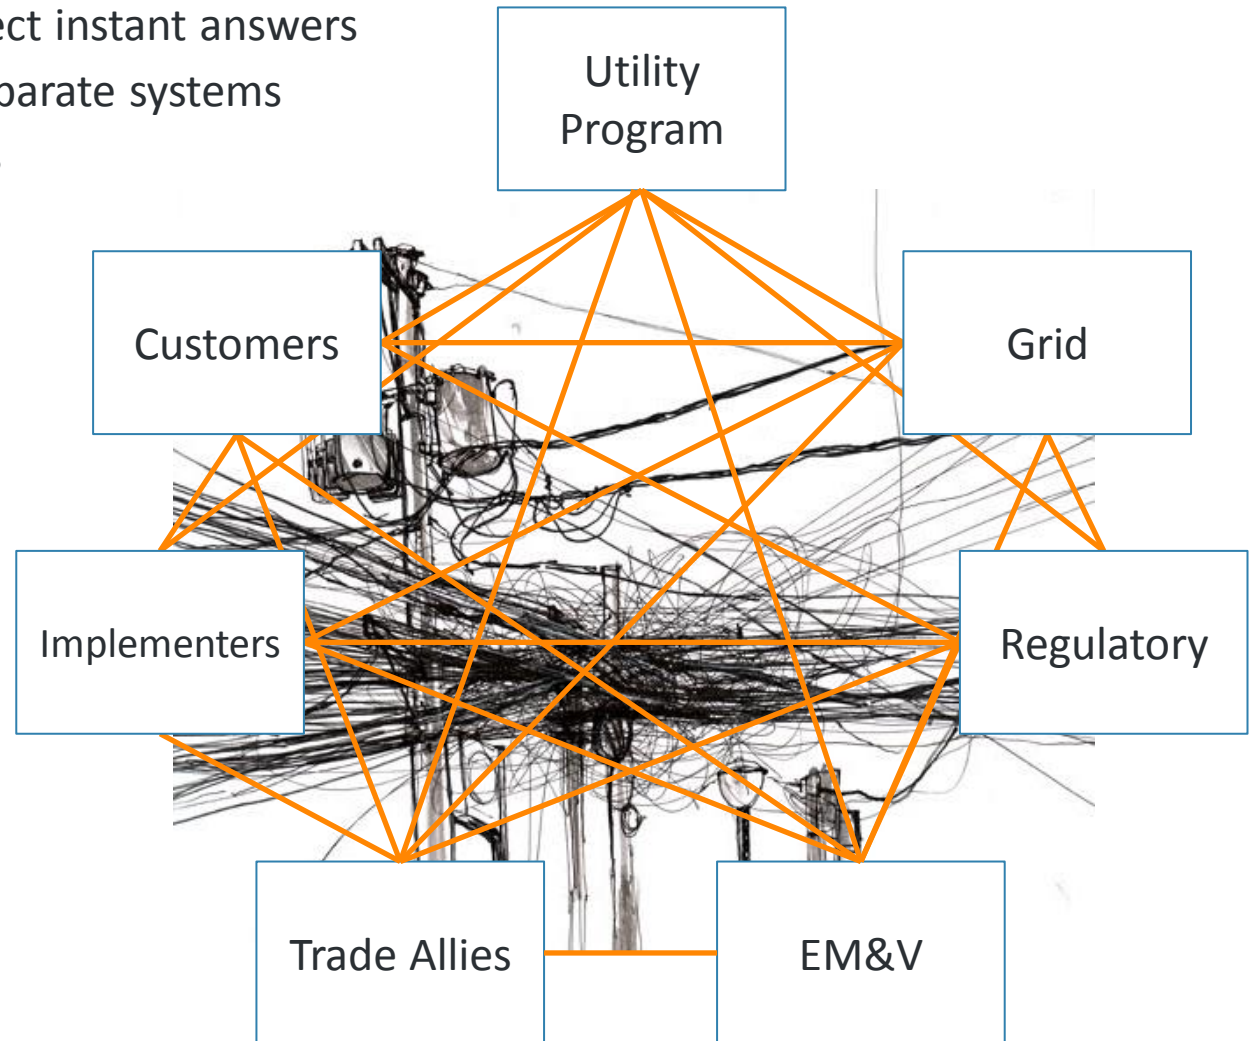 ect instant answers
parate systems
Utility
Program
Customers
Grid
Implementers
Regulatory
Trade Allies
EM&V